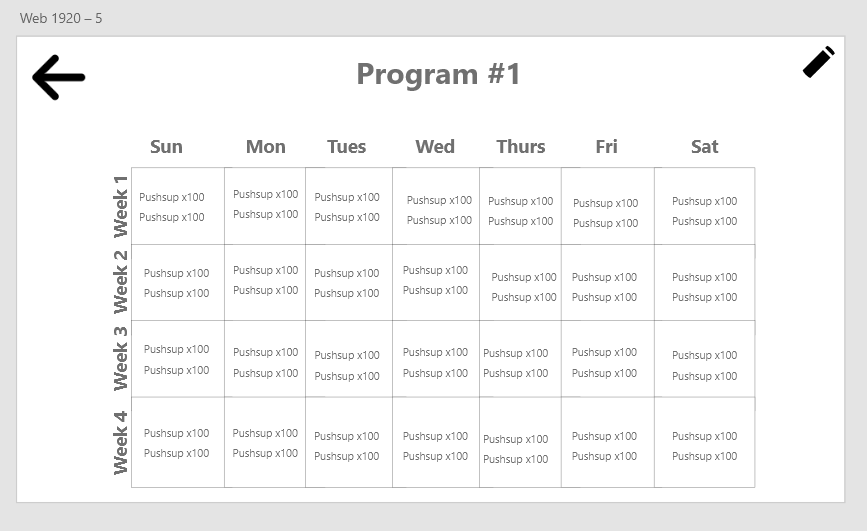 Web 1920 – 5
Program #1
Sun Mon Tues Wed Thurs Fri Sat
Week 1
Pushsup x100 Pushsup x100 Pushsup x100 Pushsup x100 Pushsup x100 Pushsup x100 Pushsup x100
Pushsup x100 Pushsup x100 Pushsup x100 Pushsup x100 Pushsup x100 Pushsup x100 Pushsup x100
Week 2
Pushsup x100 Pushsup x100 Pushsup x100 Pushsup x100 Pushsup x100 Pushsup x100 Pushsup x100
Pushsup x100 Pushsup x100 Pushsup x100 Pushsup x100 Pushsup x100 Pushsup x100 Pushsup x100
Week 3
Pushsup x100 Pushsup x100 Pushsup x100 Pushsup x100 Pushsup x100 Pushsup x100 Pushsup x100
Pushsup x100 Pushsup x100 Pushsup x100 Pushsup x100 Pushsup x100 Pushsup x100 Pushsup x100
Week 4
Pushsup x100 Pushsup x100 Pushsup x100 Pushsup x100 Pushsup x100 Pushsup x100 Pushsup x100
Pushsup x100 Pushsup x100 Pushsup x100 Pushsup x100 Pushsup x100 Pushsup x100 Pushsup x100